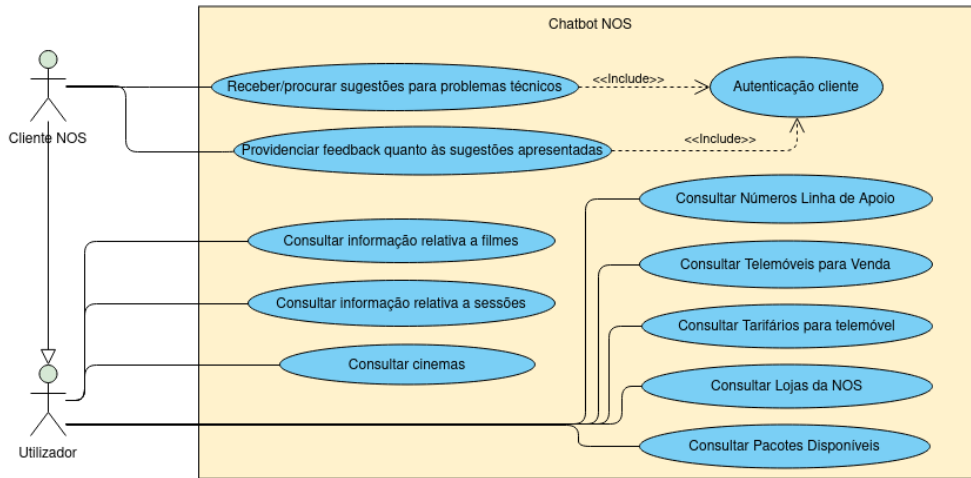 Chatbot NOS
Receber/procurar sugestões para problemas técnicos
<<Include>>
Autenticação cliente
Cliente NOS
Providenciar feedback quanto às sugestões apresentadas
<<Include>>
Consultar Números Linha de Apoio
Consultar informação relativa a filmes
Consultar Telemóveis para Venda
Consultar informação relativa a sessões
Consultar Tarifários para telemóvel
Consultar cinemas
Consultar Lojas da NOS
Utilizador
Consultar Pacotes Disponíveis